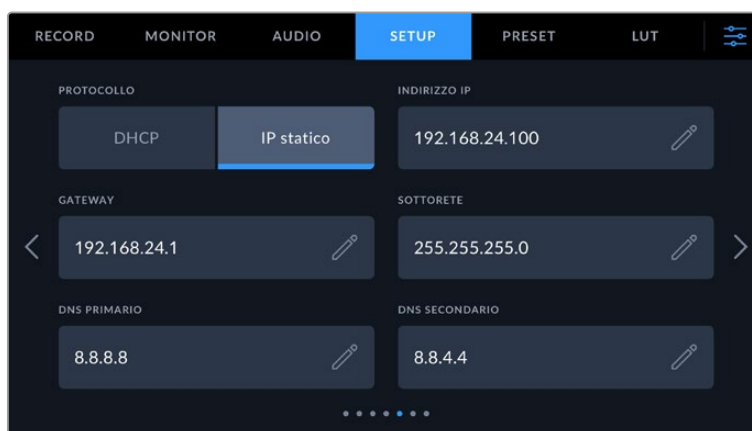 RECORD MONITOR AUDIO SETUP PRESET LUT
PROTOCOLLO INDIRIZZO IP
DHCP IP statico 192.168.24.100
GATEWAY SOTTORETE
192.168.24.1 255.255.255.0
DNS PRIMARIO DNS SECONDARIO
8.8.8.8 8.8.4.4